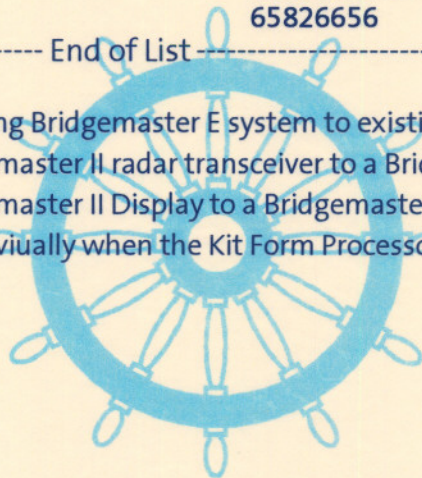 65826656
----- End of List --------------------
ng Bridgemaster E system to existi
master II radar transceiver to a Bri
master II Display to a Bridgemaste
viually when the Kit Form Processo